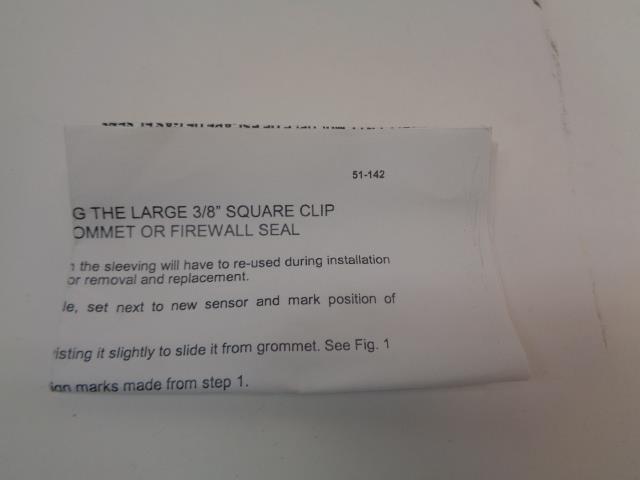 51-142
G THE LARGE 3/8" SQUARE CLIP
OMMET OR FIREWALL SEAL
the sleeving will have to re-used during installation
or removal and replacement.
le, set next to new sensor and mark position of
isting it slightly to slide it from grommet. See Fig. 1
ion marks made from step 1.